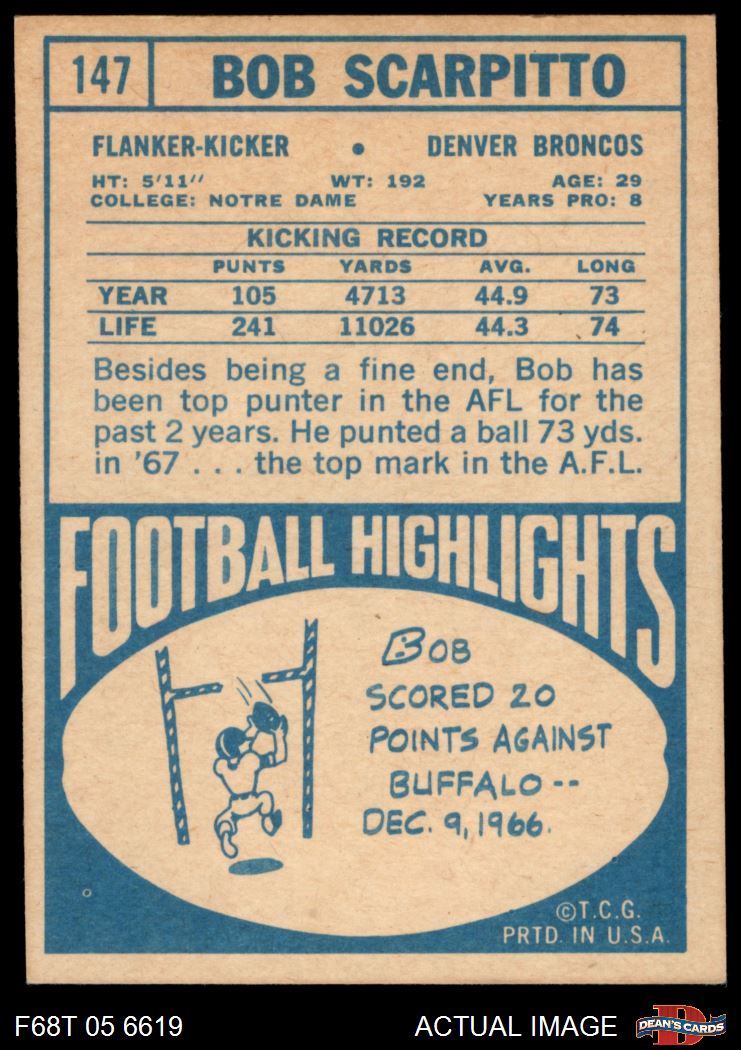 147 BOB SCARPITTO
FLANKER-KICKER • DENVER BRONCOS
HT: 5'11" WT: 192 AGE: 29
COLLEGE: NOTRE DAME YEARS PRO: 8
KICKING RECORD
PUNTS YARDS AVG. LONG
YEAR 105 4713 44.9 73
LIFE 241 11026 44.3 74
Besides being a fine end, Bob has
been top punter in the AFL for the
past 2 years. He punted a ball 73 yds.
in '67 . . . the top mark in the A.F.L.
FOOTBALL HIGHLIGHTS
BOB
SCORED 20
POINTS AGAINST
BUFFALO --
DEC. 9, 1966.
©T.C.G.
PRTD. IN U.S.A.
F68T 05 6619 ACTUAL IMAGE DEAN'S CARDS